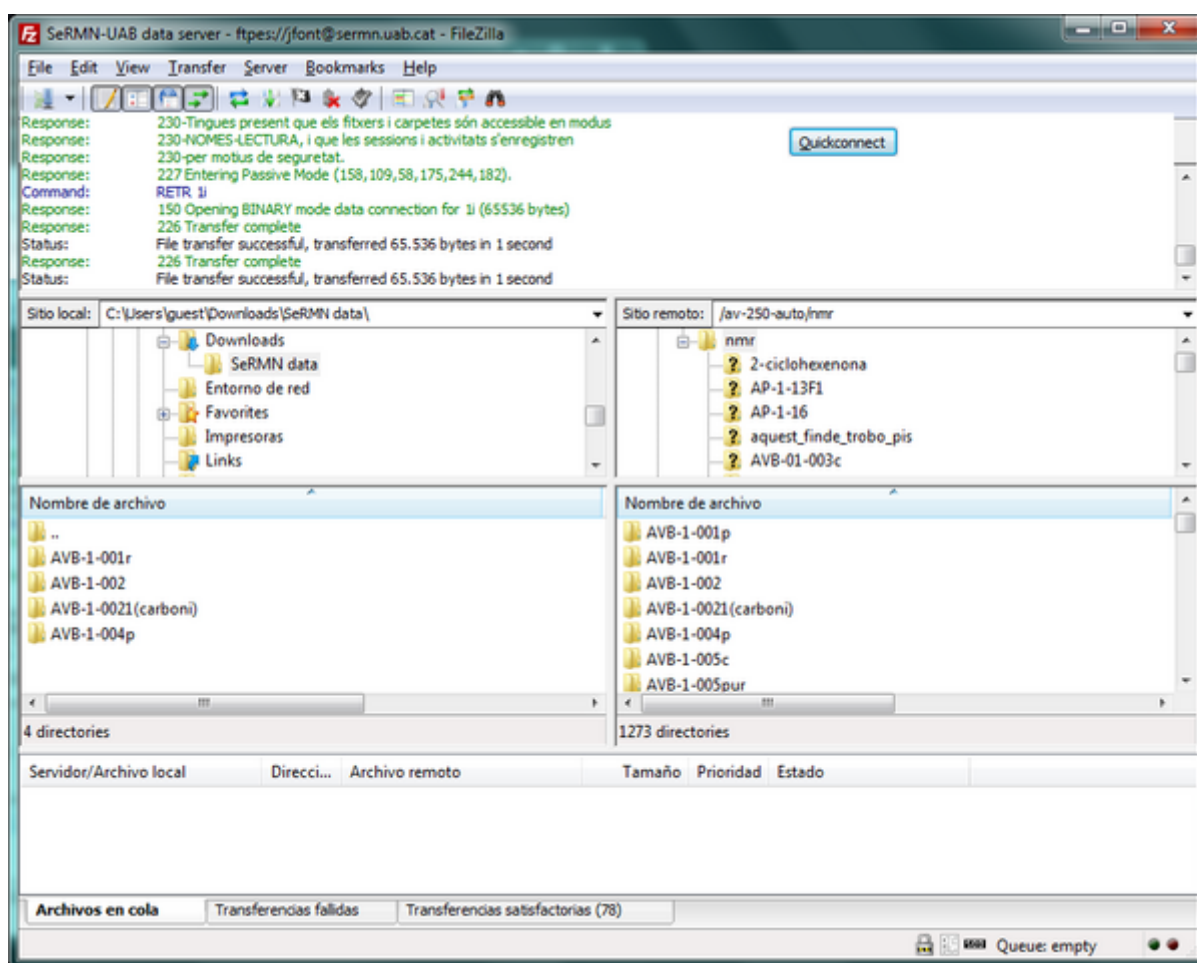 SeRMN-UAB data server - ftpes://jfont@sermn.uab.cat - FileZilla
File Edit View Transfer Server Bookmarks Help
Response: 230-Tingues present que els fitxers i carpetes són accessible en modus
Response: 230-NOMES-LECTURA, i que les sessions i activitats s'enregistren
Response: 230-per motius de seguretat.
Response: 227 Entering Passive Mode (158,109,58,175,244,182).
Command: RETR 1i
Response: 150 Opening BINARY mode data connection for 1i (65536 bytes)
Response: 226 Transfer complete
Status: File transfer successful, transferred 65.536 bytes in 1 second
Response: 226 Transfer complete
Status: File transfer successful, transferred 65.536 bytes in 1 second
Quickconnect
Sitio local: C:\Users\guest\Downloads\SeRMN data\
Downloads
SeRMN data
Entorno de red
Favorites
Impresoras
Links
Sitio remoto: /av-250-auto/nmr
nmr
2-ciclohexenona
AP-1-13F1
AP-1-16
aquest_finde_trobo_pis
AVB-01-003c
Nombre de archivo
..
AVB-1-001r
AVB-1-002
AVB-1-0021(carboni)
AVB-1-004p
4 directories
Nombre de archivo
AVB-1-001p
AVB-1-001r
AVB-1-002
AVB-1-0021(carboni)
AVB-1-004p
AVB-1-005c
AVB-1-005pur
1273 directories
Servidor/Archivo local Direcci... Archivo remoto Tamaño Prioridad Estado
Archivos en cola Transferencias fallidas Transferencias satisfactorias (78)
Queue: empty